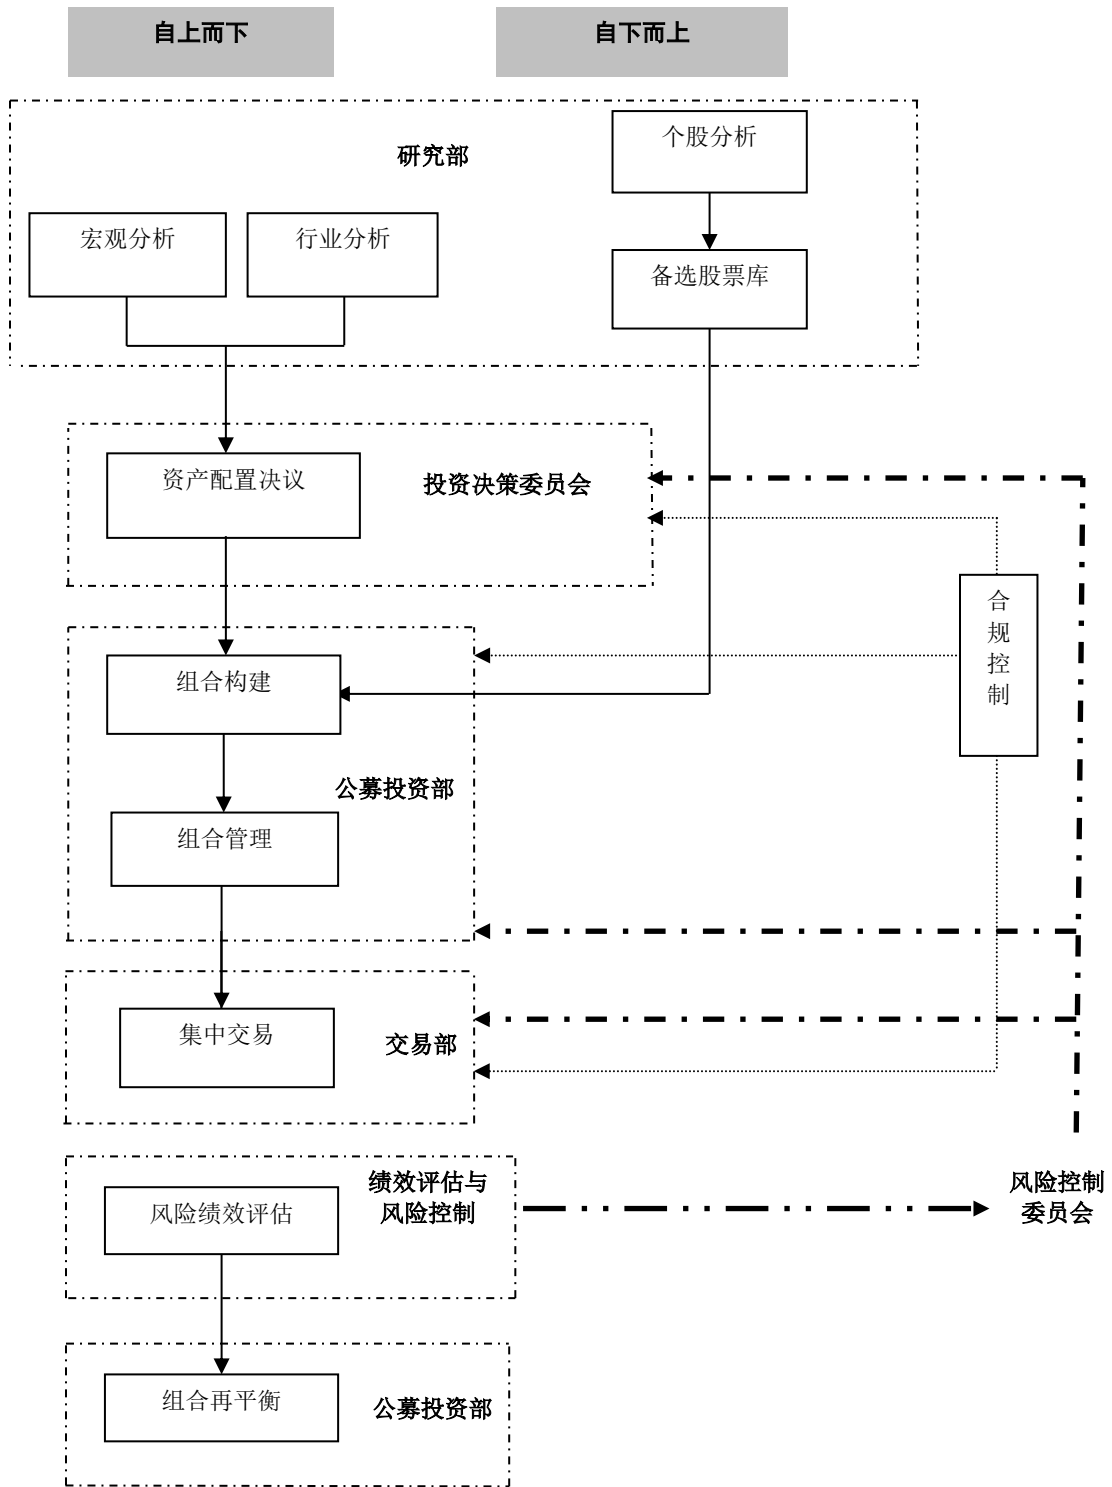 自上而下
自下而上
研究部
个股分析
宏观分析
行业分析
备选股票库
资产配置决议
投资决策委员会
合
规
控
制
组合构建
公募投资部
组合管理
集中交易
交易部
绩效评估与
风险控制
风险绩效评估
风险控制
委员会
组合再平衡
公募投资部